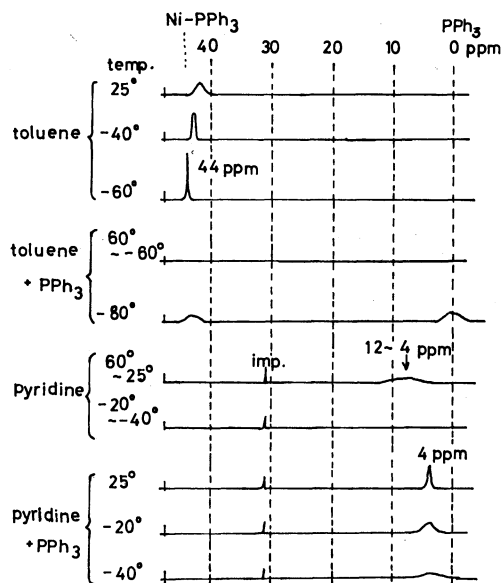 Ni-PPh₃ PPh₃
40 30 20 10 0 ppm
temp.
25°
toluene -40°
44 ppm
-60°
60°
toluene ~-60°
+ PPh₃
-80°
12~ 4 ppm
60° imp.
pyridine ~25°
-20°
~-40°
4 ppm
25°
pyridine -20°
+PPh₃
-40°